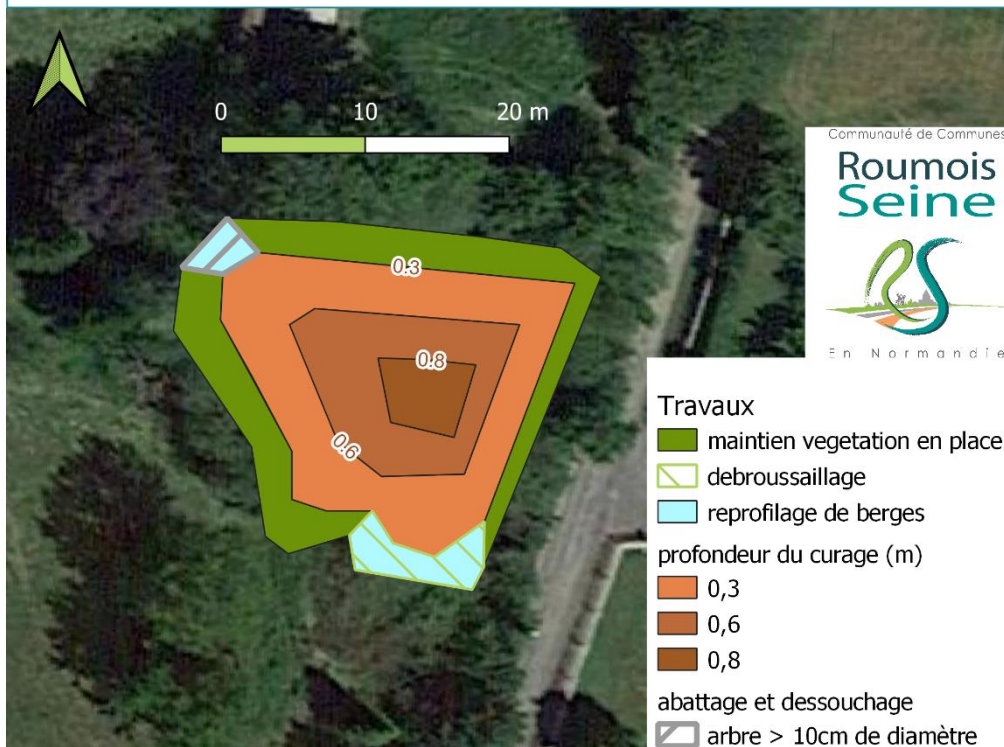 0 10 20 m
Communauté de Communes
Roumois
Seine
En Normandie
0.3
0.8
0.6
Travaux
maintien vegetation en place
debroussaillage
reprofilage de berges
profondeur du curage (m)
0,3
0,6
0,8
abattage et dessouchage
arbre > 10cm de diamètre